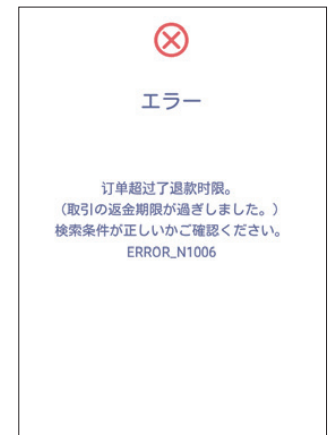 エラー
订单超过了退款时限。
（取引の返金期限が過ぎしました。）
検索条件が正しいかご確認ください。
ERROR_N1006